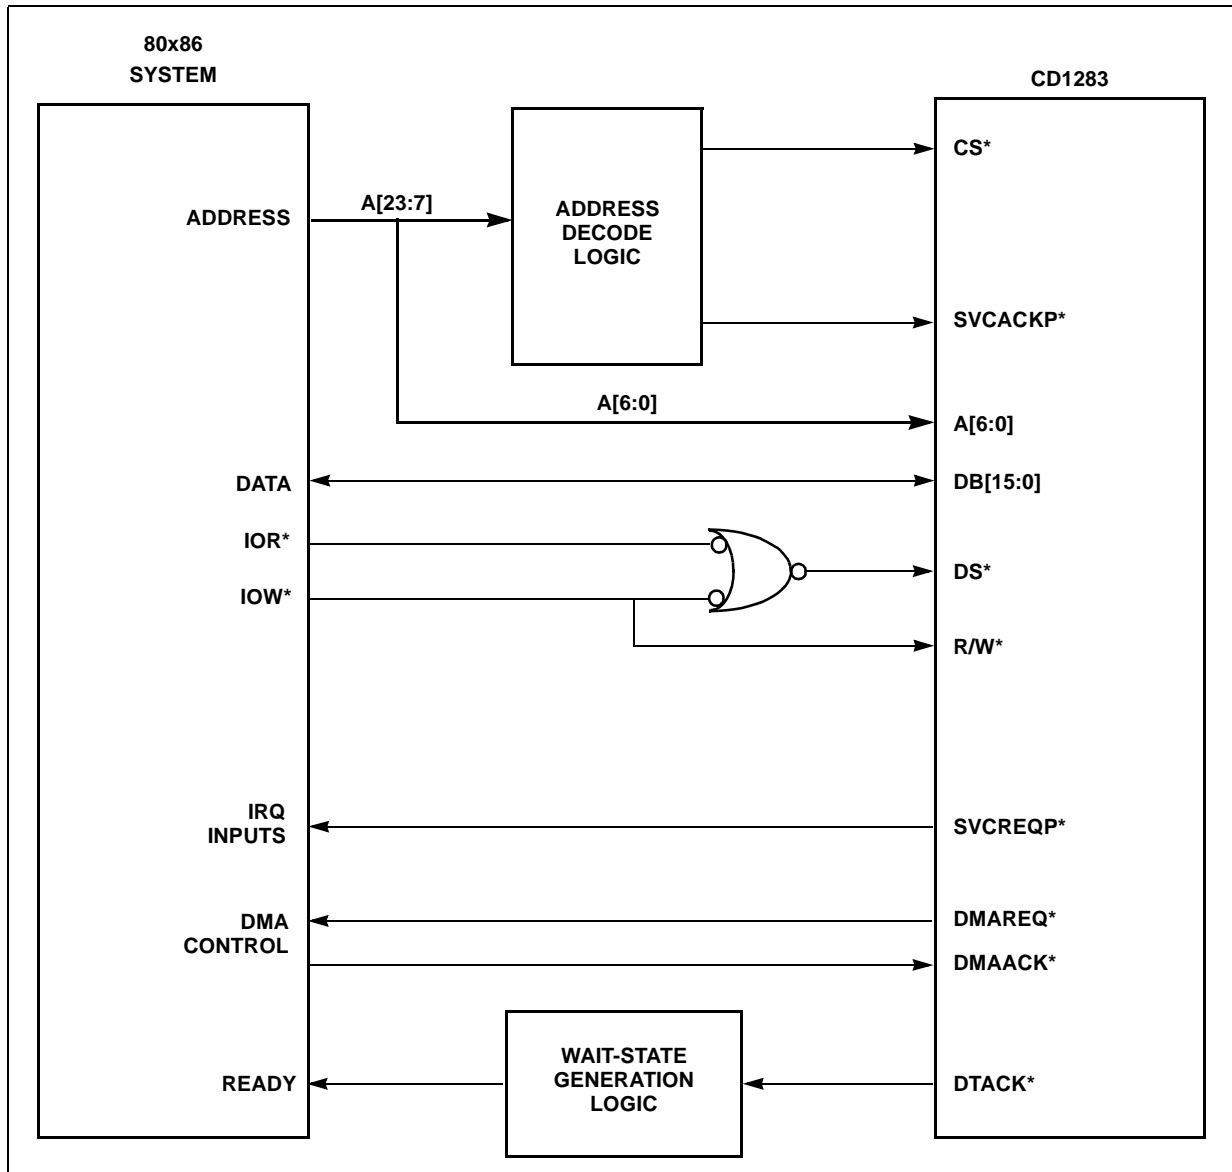 80x86
SYSTEM
CD1283
CS*
A[23:7]
ADDRESS
ADDRESS
DECODE
LOGIC
SVCACKP*
A[6:0]
A[6:0]
DATA
DB[15:0]
IOR*
DS*
IOW*
R/W*
IRQ
INPUTS
SVCREQP*
DMA
CONTROL
DMAREQ*
DMAACK*
WAIT-STATE
GENERATION
LOGIC
READY
DTACK*